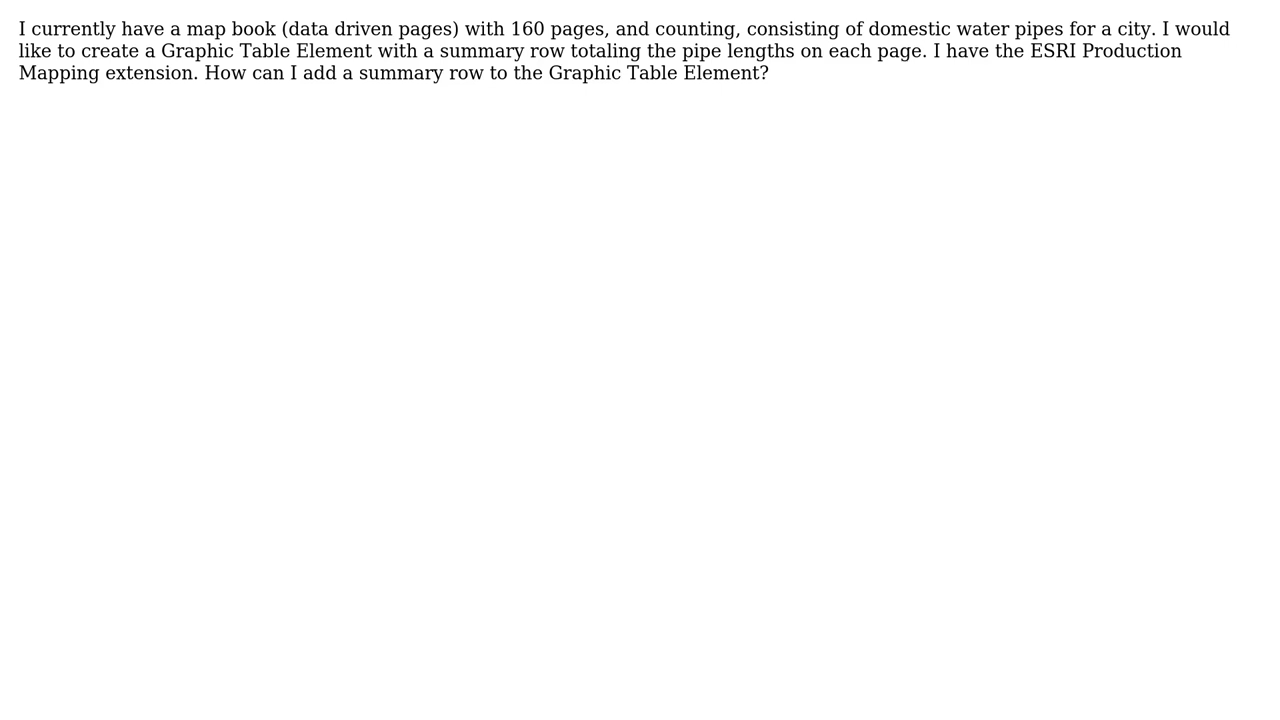 I currently have a map book (data driven pages) with 160 pages, and counting, consisting of domestic water pipes for a city. I would
like to create a Graphic Table Element with a summary row totaling the pipe lengths on each page. I have the ESRI Production
Mapping extension. How can I add a summary row to the Graphic Table Element?